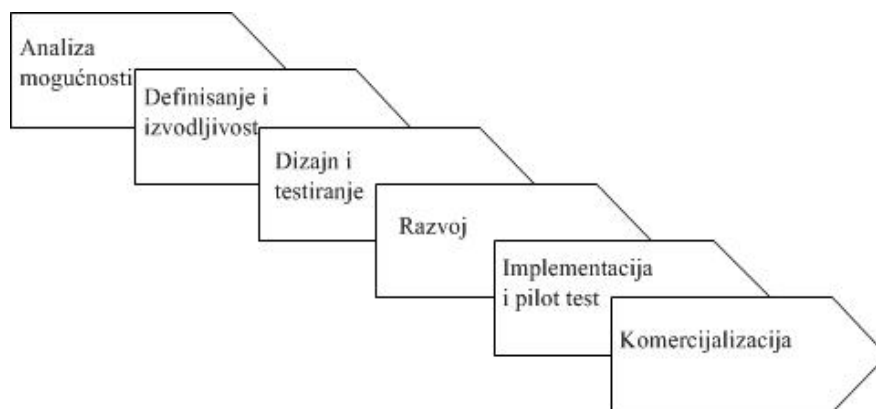 Analiza
mogućnosti
Definisanje i
izvodljivost
Dizajn i
testiranje
Razvoj
Implementacija
i pilot test
Komercijalizacija